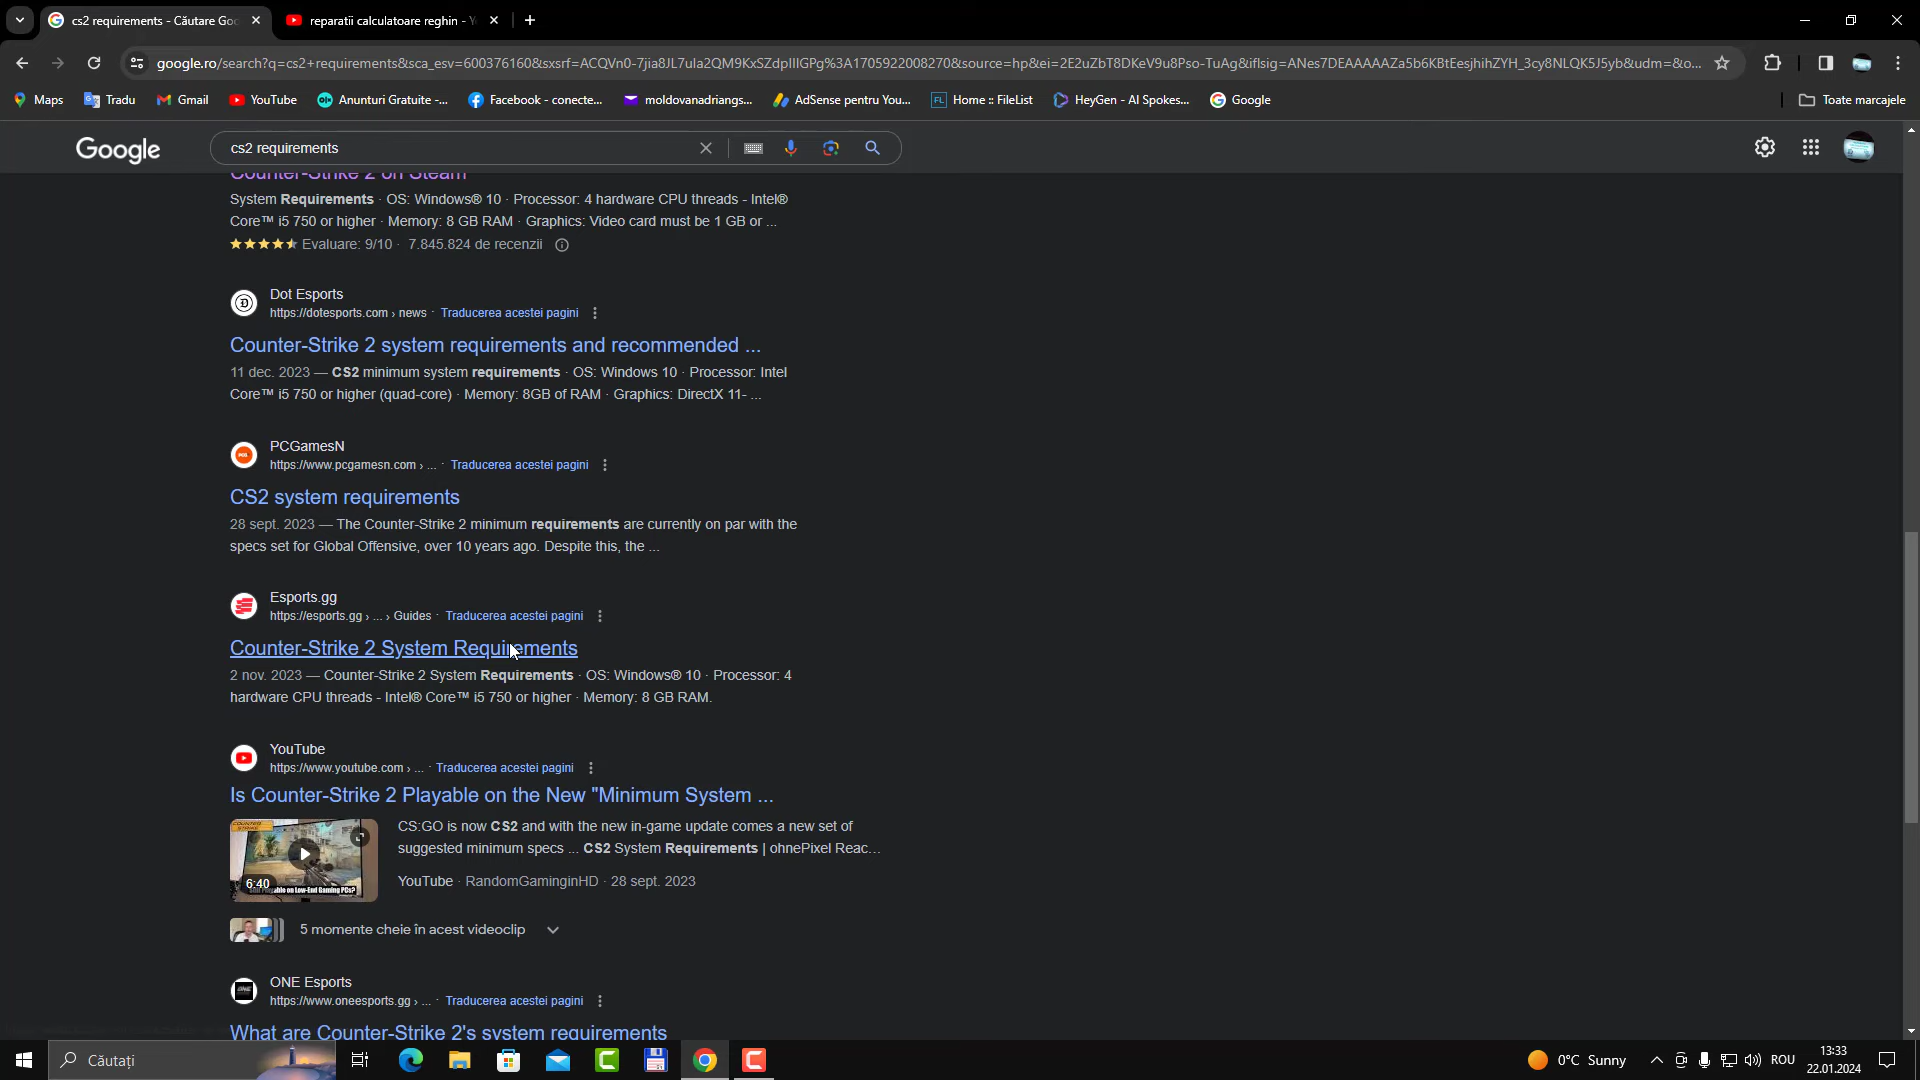 cs2 requirements - Căutare Goo
reparatii calculatoare reghin - Y
google.ro/search?q=cs2+requirements&sca_esv=600376160&sxsrf=ACQVn0-7jia8JL7ula2QM9KxSZdpIIIGPg%3A1705922008270&source=hp&ei=2E2uZbT8DKeV9u8Pso-TuAg&iflsig=ANes7DEAAAAAZa5b6KBtEesjhihZYH_3cy8NLQK5J5yb&udm=&o...
Maps Tradu Gmail YouTube Anunturi Gratuite -... Facebook - conecte... moldovanadriangs... AdSense pentru You... Home :: FileList HeyGen - AI Spokes... Google Toate marcajele
Google
cs2 requirements
Counter-Strike 2 on Steam
System Requirements · OS: Windows® 10 · Processor: 4 hardware CPU threads - Intel®
Core™ i5 750 or higher · Memory: 8 GB RAM · Graphics: Video card must be 1 GB or ...
Evaluare: 9/10 · 7.845.824 de recenzii
Dot Esports
https://dotesports.com › news · Traducerea acestei pagini
Counter-Strike 2 system requirements and recommended ...
11 dec. 2023 — CS2 minimum system requirements · OS: Windows 10 · Processor: Intel
Core™ i5 750 or higher (quad-core) · Memory: 8GB of RAM · Graphics: DirectX 11- ...
PCGamesN
https://www.pcgamesn.com › ... · Traducerea acestei pagini
CS2 system requirements
28 sept. 2023 — The Counter-Strike 2 minimum requirements are currently on par with the
specs set for Global Offensive, over 10 years ago. Despite this, the ...
Esports.gg
https://esports.gg › ... › Guides · Traducerea acestei pagini
Counter-Strike 2 System Requirements
2 nov. 2023 — Counter-Strike 2 System Requirements · OS: Windows® 10 · Processor: 4
hardware CPU threads - Intel® Core™ i5 750 or higher · Memory: 8 GB RAM.
YouTube
https://www.youtube.com › ... · Traducerea acestei pagini
Is Counter-Strike 2 Playable on the New "Minimum System ...
CS:GO is now CS2 and with the new in-game update comes a new set of
suggested minimum specs ... CS2 System Requirements | ohnePixel Reac...
6:40
YouTube · RandomGaminginHD · 28 sept. 2023
5 momente cheie în acest videoclip
ONE Esports
https://www.oneesports.gg › ... · Traducerea acestei pagini
What are Counter-Strike 2's system requirements
Căutați
0°C Sunny
ROU
13:33
22.01.2024